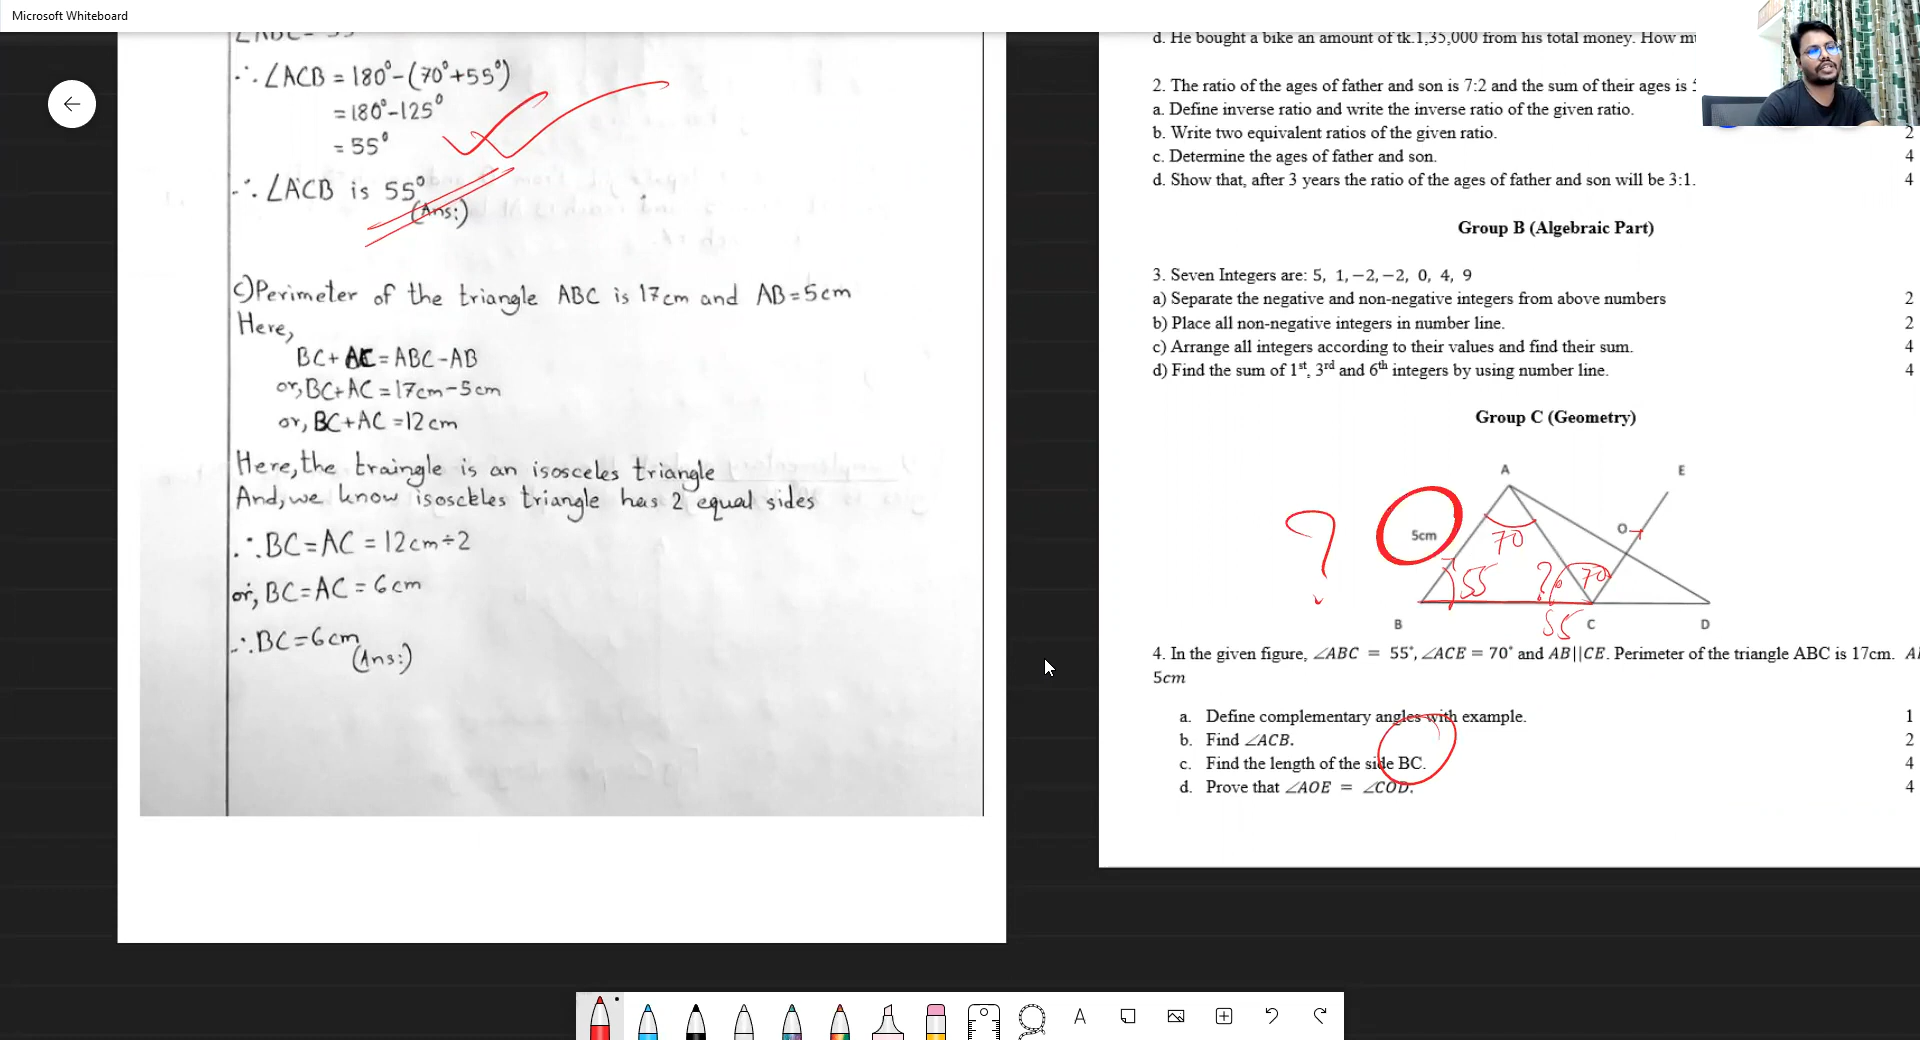 Microsoft Whiteboard
∴ ∠ACB = 180° - (70° + 55°)
= 180° - 125°
= 55°
∴ ∠ACB is 55°
(Ans:)
c) Perimeter of the triangle ABC is 17cm and AB = 5cm
Here,
BC + AC = ABC - AB
or, BC + AC = 17cm - 5cm
or, BC + AC = 12cm
Here, the traingle is an isosceles triangle
And, we know isosckles triangle has 2 equal sides
∴ BC = AC = 12cm ÷ 2
or, BC = AC = 6cm
∴ BC = 6cm
(Ans:)
d. He bought a bike an amount of tk.1,35,000 from his total money. How
2. The ratio of the ages of father and son is 7:2 and the sum of their ages is
a. Define inverse ratio and write the inverse ratio of the given ratio.
b. Write two equivalent ratios of the given ratio. 2
c. Determine the ages of father and son. 4
d. Show that, after 3 years the ratio of the ages of father and son will be 3:1. 4
Group B (Algebraic Part)
3. Seven Integers are: 5, 1, −2, −2, 0, 4, 9
a) Separate the negative and non-negative integers from above numbers 2
b) Place all non-negative integers in number line. 2
c) Arrange all integers according to their values and find their sum. 4
d) Find the sum of 1st, 3rd and 6th integers by using number line. 4
Group C (Geometry)
A E
? 5cm 70 O
55 ? 70
B 55 C D
4. In the given figure, ∠ABC = 55°, ∠ACE = 70° and AB||CE. Perimeter of the triangle ABC is 17cm.
5cm
a. Define complementary angles with example. 1
b. Find ∠ACB. 2
c. Find the length of the side BC. 4
d. Prove that ∠AOE = ∠COD. 4
A